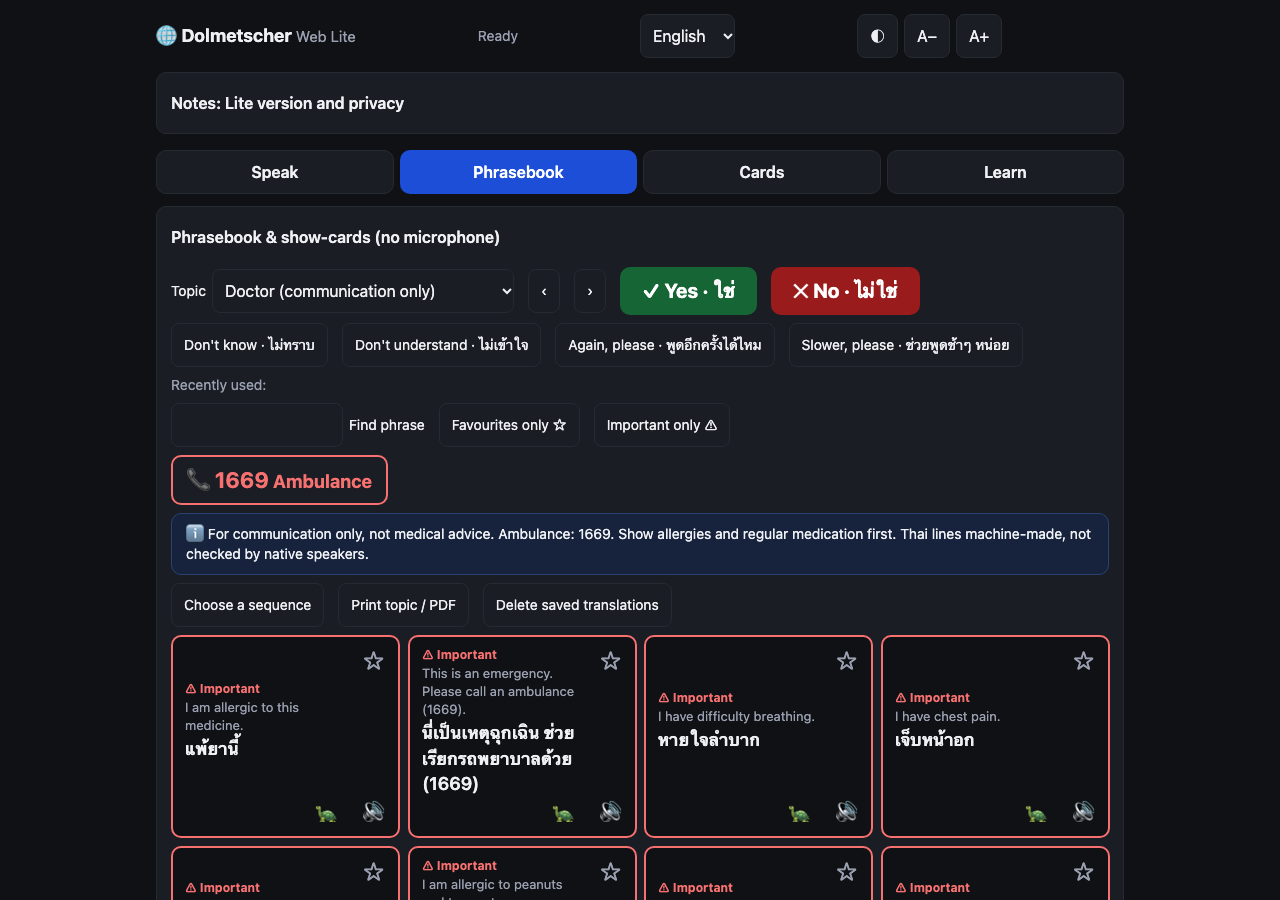 🌐 Dolmetscher Web Lite
Ready
English
A–
A+
Notes: Lite version and privacy
Speak
Phrasebook
Cards
Learn
Phrasebook & show-cards (no microphone)
Topic
Doctor (communication only)
‹
›
✓ Yes · ใช่
✕ No · ไม่ใช่
Don't know · ไม่ทราบ
Don't understand · ไม่เข้าใจ
Again, please · พูดอีกครั้งได้ไหม
Slower, please · ช่วยพูดช้าๆ หน่อย
Recently used:
Find phrase
Favourites only ☆
Important only ⚠
📞 1669 Ambulance
ℹ️ For communication only, not medical advice. Ambulance: 1669. Show allergies and regular medication first. Thai lines machine-made, not
checked by native speakers.
Choose a sequence
Print topic / PDF
Delete saved translations
⚠ Important
I am allergic to this
medicine.
แพ้ยานี้
⚠ Important
This is an emergency.
Please call an ambulance
(1669).
นี่เป็นเหตุฉุกเฉิน ช่วย
เรียกรถพยาบาลด้วย
(1669)
⚠ Important
I have difficulty breathing.
หายใจลำบาก
⚠ Important
I have chest pain.
เจ็บหน้าอก
⚠ Important
⚠ Important
I am allergic to peanuts
⚠ Important
⚠ Important